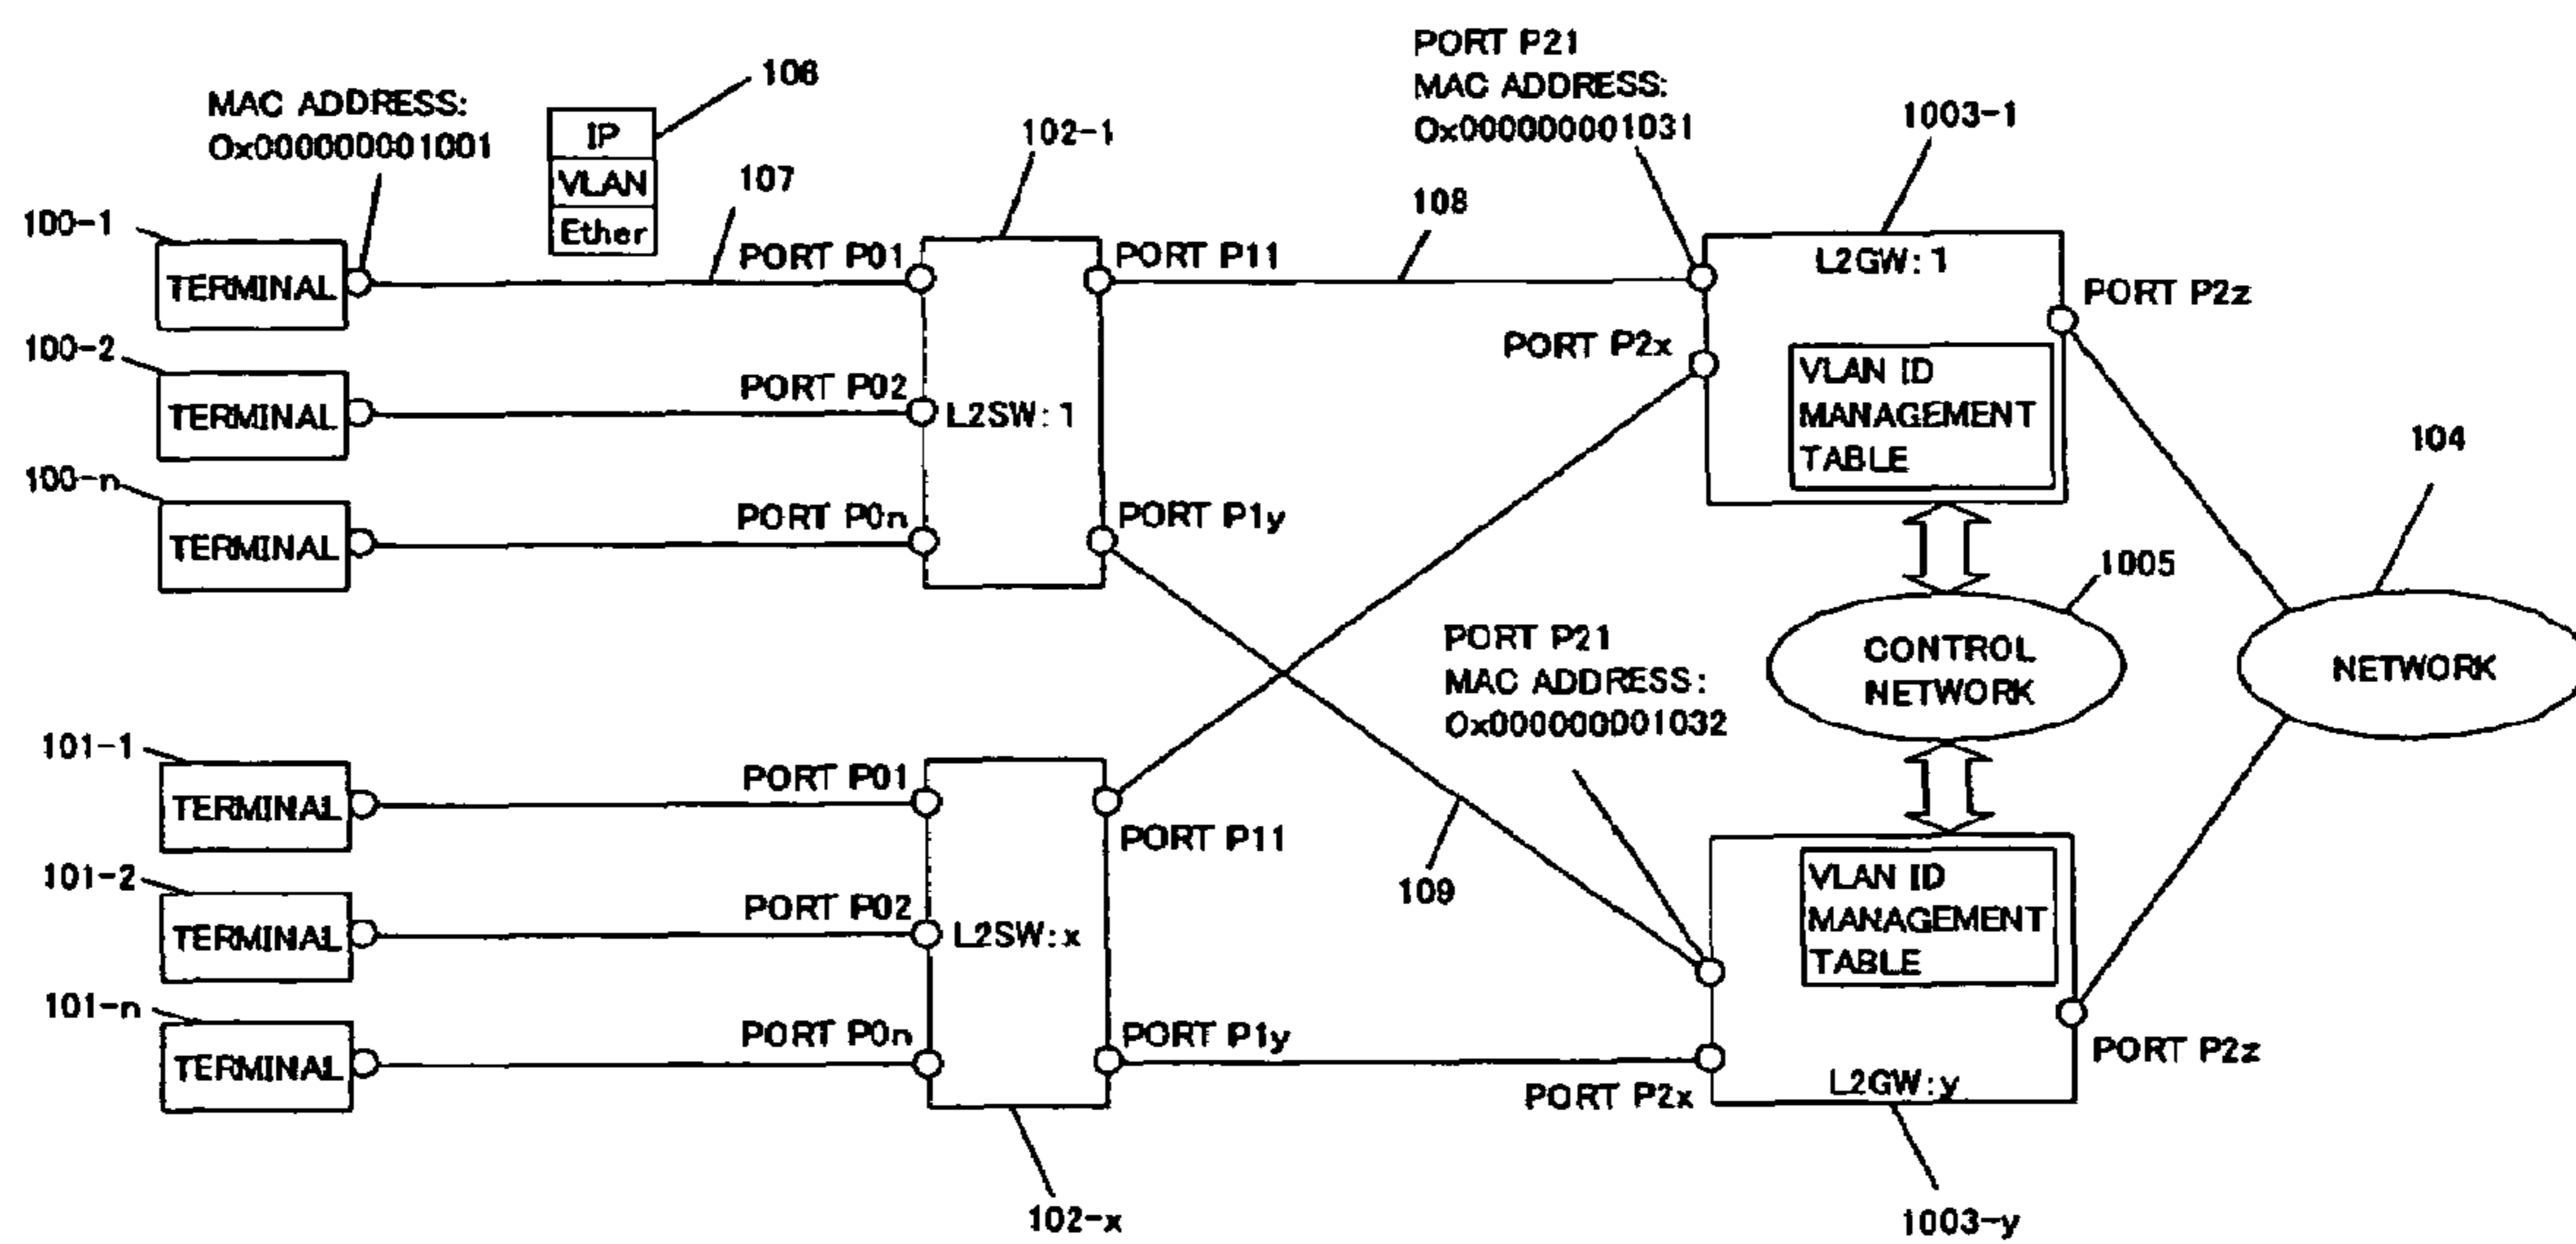 PORT P21
MAC ADDRESS:
0x000000001031
106
MAC ADDRESS:
0x000000001001
IP
VLAN
Ether
102-1
1003-1
107
108
100-1
TERMINAL
PORT P01
PORT P11
L2GW:1
PORT P2z
100-2
TERMINAL
PORT P02
L2SW:1
PORT P2x
VLAN ID
MANAGEMENT
TABLE
104
100-n
TERMINAL
PORT P0n
PORT P1y
1005
CONTROL
NETWORK
NETWORK
PORT P21
MAC ADDRESS:
0x000000001032
101-1
TERMINAL
PORT P01
PORT P11
101-2
TERMINAL
PORT P02
L2SW:x
109
VLAN ID
MANAGEMENT
TABLE
101-n
TERMINAL
PORT P0n
PORT P1y
PORT P2x
L2GW:y
PORT P2z
102-x
1003-y